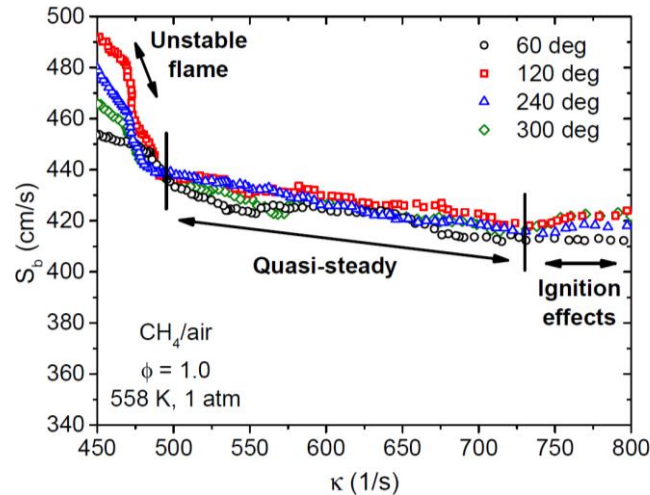 500
480
460
440
420
400
380
360
340
S_b (cm/s)
Unstable
flame
60 deg
120 deg
240 deg
300 deg
Quasi-steady
Ignition
effects
CH₄/air
ϕ = 1.0
558 K, 1 atm
450 500 550 600 650 700 750 800
κ (1/s)